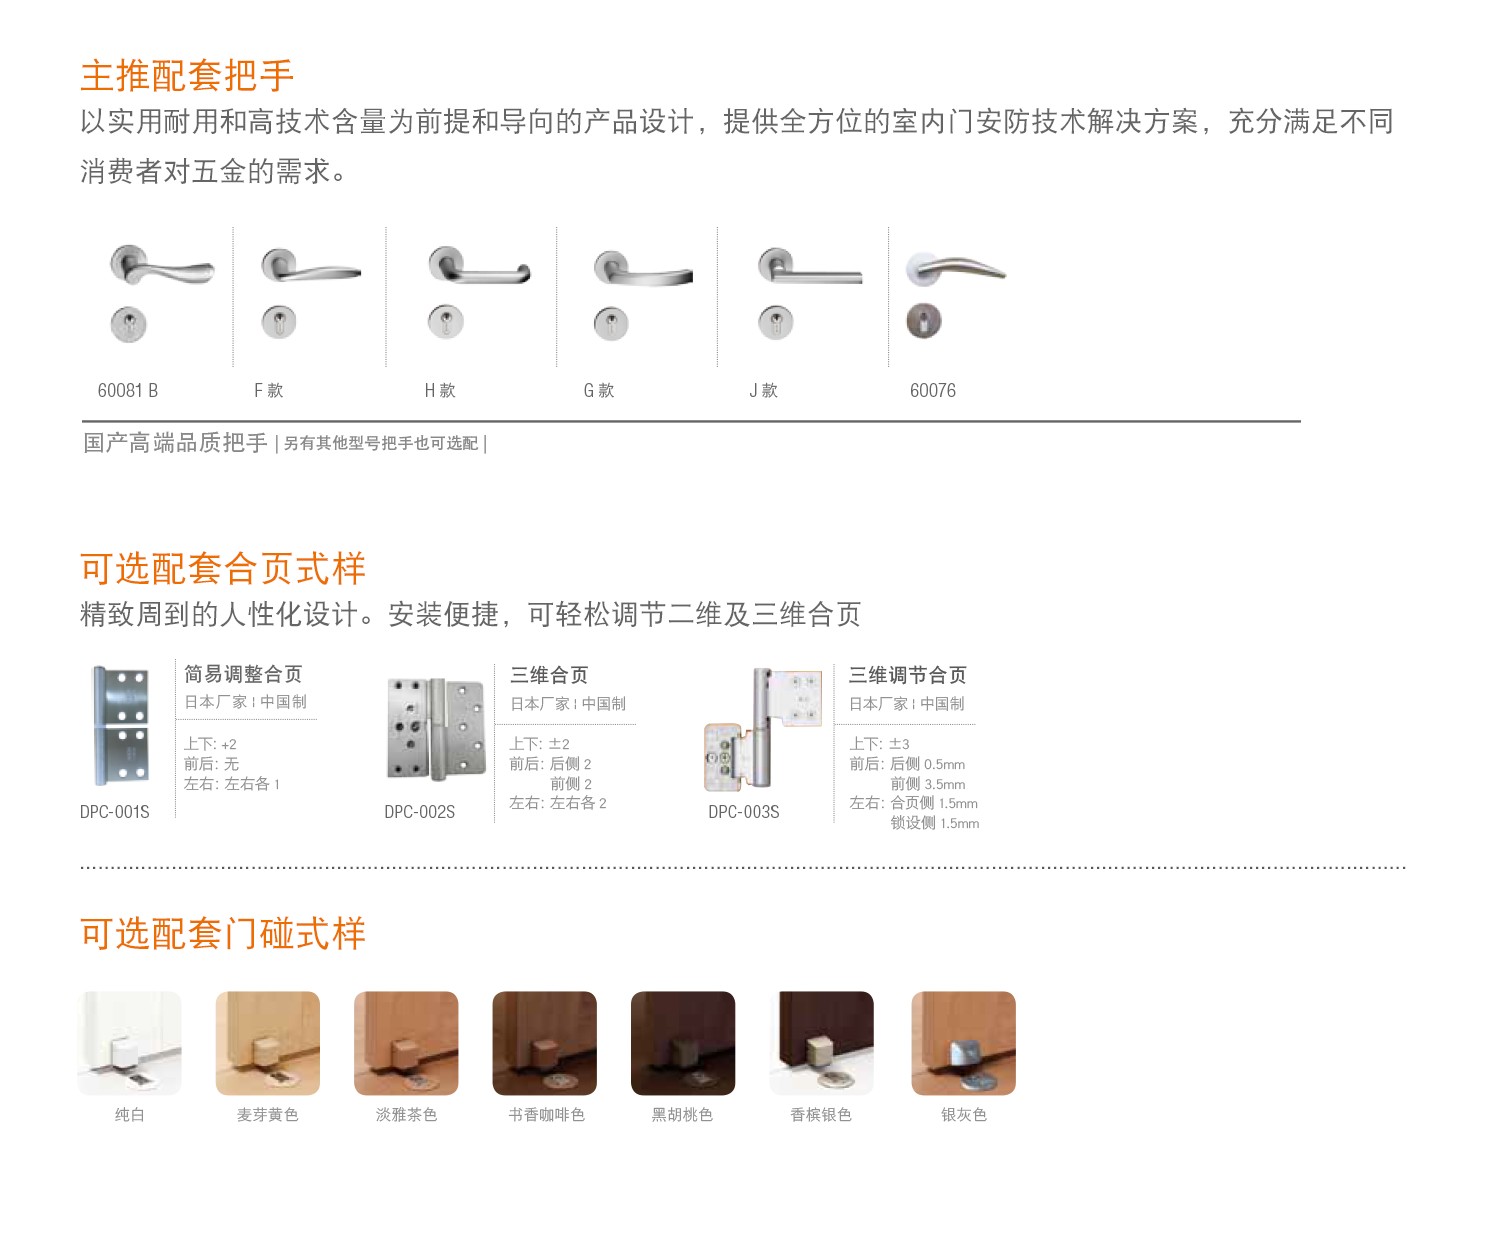 主推配套把手
以实用耐用和高技术含量为前提和导向的产品设计，提供全方位的室内门安防技术解决方案，充分满足不同
消费者对五金的需求。
60081 B
F 款
H 款
G 款
J 款
60076
国产高端品质把手 | 另有其他型号把手也可选配 |
可选配套合页式样
精致周到的人性化设计。安装便捷，可轻松调节二维及三维合页
简易调整合页
日本厂家 | 中国制
上下: +2
前后: 无
左右: 左右各 1
DPC-001S
三维合页
日本厂家 | 中国制
上下: ±2
前后: 后侧 2
前侧 2
左右: 左右各 2
DPC-002S
三维调节合页
日本厂家 | 中国制
上下: ±3
前后: 后侧 0.5mm
前侧 3.5mm
左右: 合页侧 1.5mm
锁设侧 1.5mm
DPC-003S
可选配套门碰式样
纯白
麦芽黄色
淡雅茶色
书香咖啡色
黑胡桃色
香槟银色
银灰色